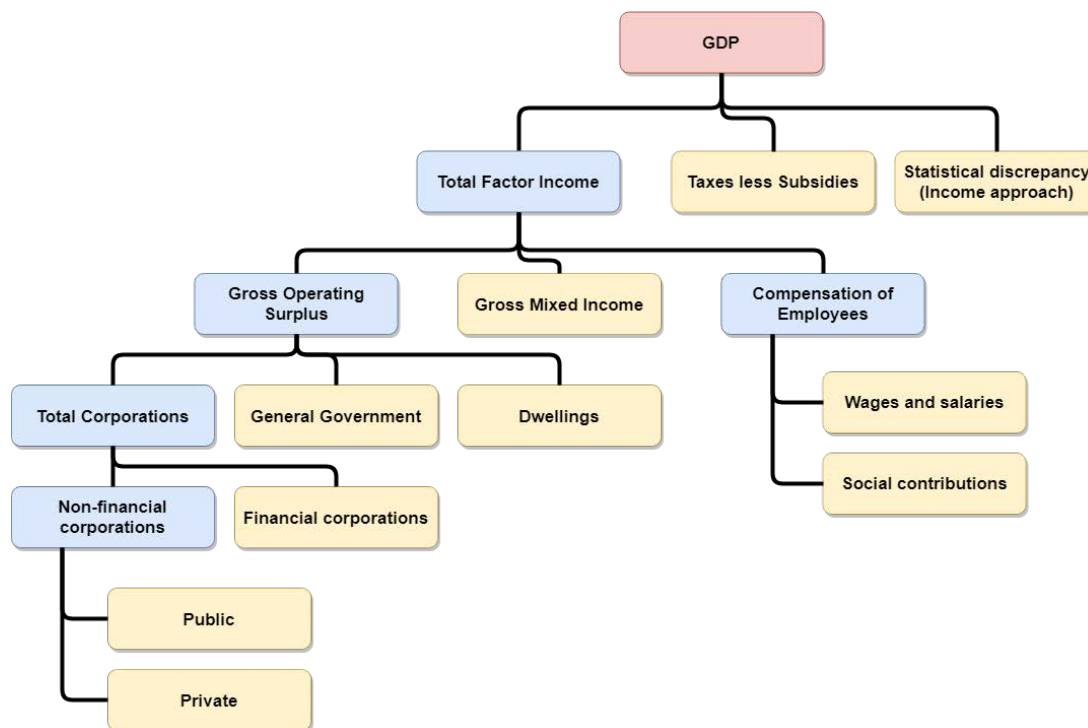 GDP
Total Factor Income
Taxes less Subsidies
Statistical discrepancy
(Income approach)
Gross Operating
Surplus
Gross Mixed Income
Compensation of
Employees
Total Corporations
General Government
Dwellings
Wages and salaries
Social contributions
Non-financial
corporations
Financial corporations
Public
Private